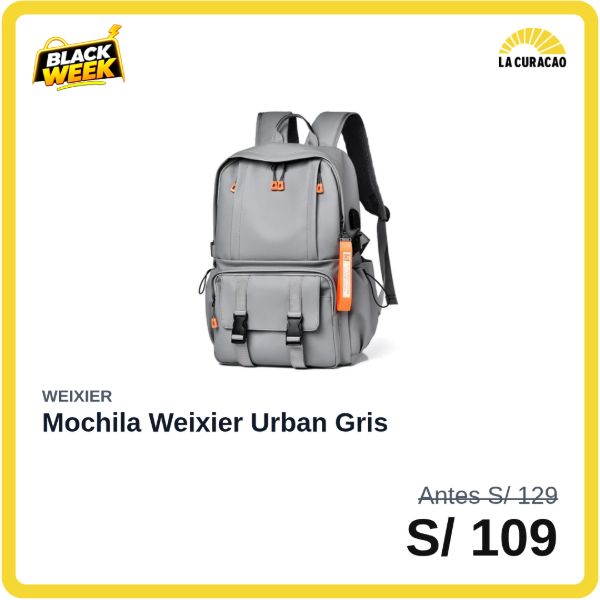 BLACK
WEEK
LA CURACAO
WEIXIER
Mochila Weixier Urban Gris
Antes S/ 129
S/ 109